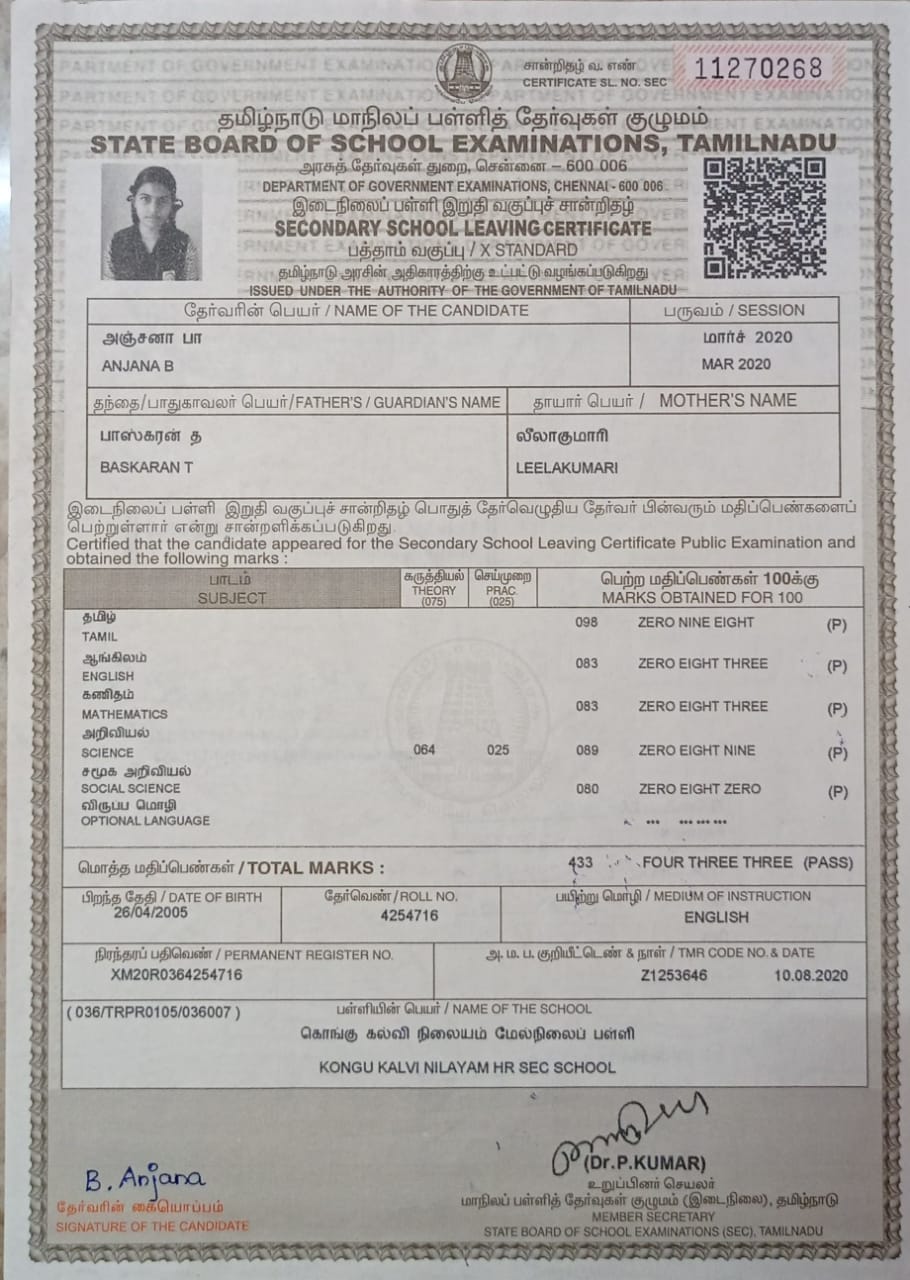 சான்றிதழ் வ. எண்
CERTIFICATE SL. NO. SEC 11270268
தமிழ்நாடு மாநிலப் பள்ளித் தேர்வுகள் குழுமம்
STATE BOARD OF SCHOOL EXAMINATIONS, TAMILNADU
அரசுத் தேர்வுகள் துறை, சென்னை – 600 006
DEPARTMENT OF GOVERNMENT EXAMINATIONS, CHENNAI - 600 006
இடைநிலைப் பள்ளி இறுதி வகுப்புச் சான்றிதழ்
SECONDARY SCHOOL LEAVING CERTIFICATE
பத்தாம் வகுப்பு / X STANDARD
தமிழ்நாடு அரசின் அதிகாரத்திற்கு உட்பட்டு வழங்கப்படுகிறது
ISSUED UNDER THE AUTHORITY OF THE GOVERNMENT OF TAMILNADU
தேர்வரின் பெயர் / NAME OF THE CANDIDATE பருவம் / SESSION
அஞ்சனா பா மார்ச் 2020
ANJANA B MAR 2020
தந்தை/பாதுகாவலர் பெயர்/FATHER'S / GUARDIAN'S NAME தாயார் பெயர் / MOTHER'S NAME
பாஸ்கரன் த லீலாகுமாரி
BASKARAN T LEELAKUMARI
இடைநிலைப் பள்ளி இறுதி வகுப்புச் சான்றிதழ் பொதுத் தேர்வெழுதிய தேர்வர் பின்வரும் மதிப்பெண்களைப்
பெற்றுள்ளார் என்று சான்றளிக்கப்படுகிறது.
Certified that the candidate appeared for the Secondary School Leaving Certificate Public Examination and
obtained the following marks :
பாடம் கருத்தியல் செய்முறை பெற்ற மதிப்பெண்கள் 100க்கு
SUBJECT THEORY PRAC. MARKS OBTAINED FOR 100
(075) (025)
தமிழ்
TAMIL 098 ZERO NINE EIGHT (P)
ஆங்கிலம்
ENGLISH 083 ZERO EIGHT THREE (P)
கணிதம்
MATHEMATICS 083 ZERO EIGHT THREE (P)
அறிவியல்
SCIENCE 064 025 089 ZERO EIGHT NINE (P)
சமூக அறிவியல்
SOCIAL SCIENCE 080 ZERO EIGHT ZERO (P)
விருப்ப மொழி
OPTIONAL LANGUAGE *** *** *** ***
மொத்த மதிப்பெண்கள் / TOTAL MARKS : 433 FOUR THREE THREE (PASS)
பிறந்த தேதி / DATE OF BIRTH தேர்வெண் / ROLL NO. பயிற்று மொழி / MEDIUM OF INSTRUCTION
26/04/2005 4254716 ENGLISH
நிரந்தரப் பதிவெண் / PERMANENT REGISTER NO. அ. ம. ப. குறியீட்டெண் & நாள் / TMR CODE NO. & DATE
XM20R0364254716 Z1253646 10.08.2020
( 036/TRPR0105/036007 ) பள்ளியின் பெயர் / NAME OF THE SCHOOL
கொங்கு கல்வி நிலையம் மேல்நிலைப் பள்ளி
KONGU KALVI NILAYAM HR SEC SCHOOL
B. Anjana
தேர்வரின் கையொப்பம்
SIGNATURE OF THE CANDIDATE
(Dr.P.KUMAR)
உறுப்பினர் செயலர்
மாநிலப் பள்ளித் தேர்வுகள் குழுமம் (இடைநிலை), தமிழ்நாடு
MEMBER SECRETARY
STATE BOARD OF SCHOOL EXAMINATIONS (SEC), TAMILNADU